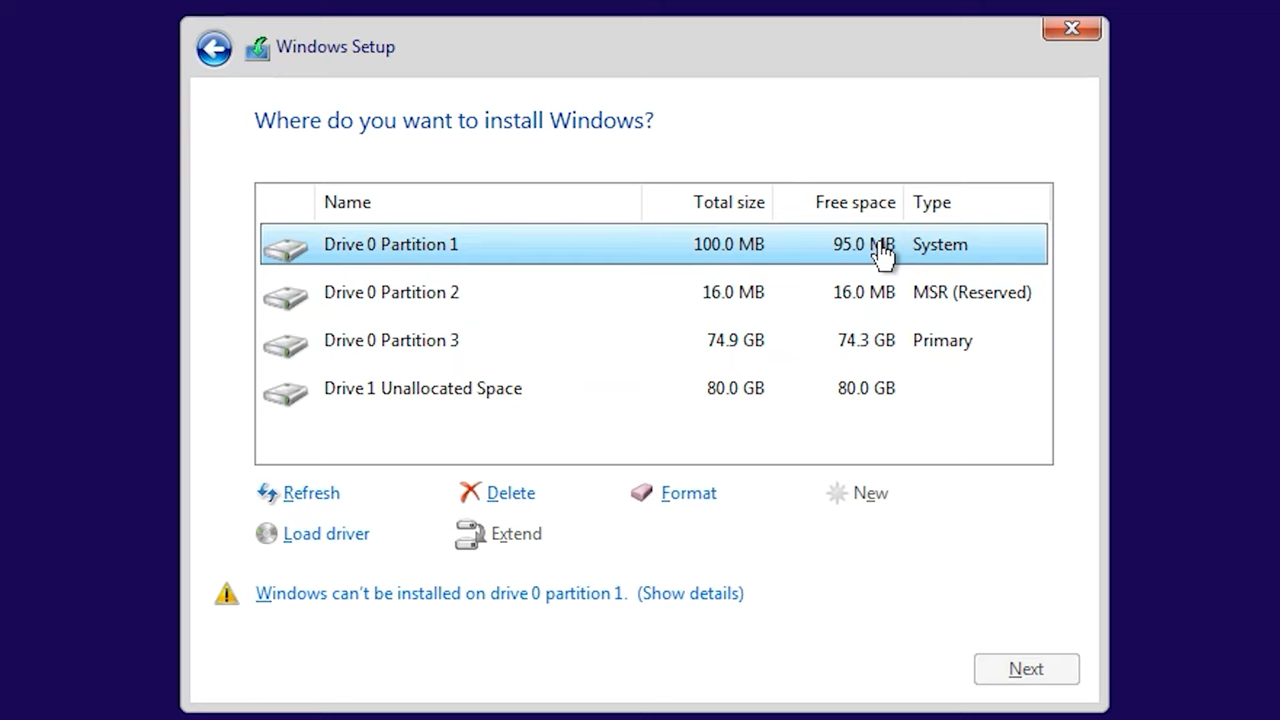 Windows Setup
Where do you want to install Windows?
Name Total size Free space Type
Drive 0 Partition 1 100.0 MB 95.0 MB System
Drive 0 Partition 2 16.0 MB 16.0 MB MSR (Reserved)
Drive 0 Partition 3 74.9 GB 74.3 GB Primary
Drive 1 Unallocated Space 80.0 GB 80.0 GB
Refresh Delete Format New
Load driver Extend
Windows can't be installed on drive 0 partition 1. (Show details)
Next